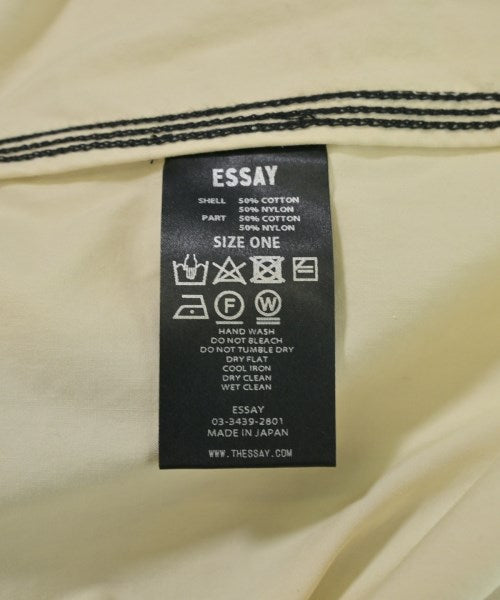 ESSAY
SHELL 50% COTTON
50% NYLON
PART 50% COTTON
50% NYLON
SIZE ONE
F W
HAND WASH
DO NOT BLEACH
DO NOT TUMBLE DRY
DRY FLAT
COOL IRON
DRY CLEAN
WET CLEAN
ESSAY
03-3439-2801
MADE IN JAPAN
WWW.THESSAY.COM